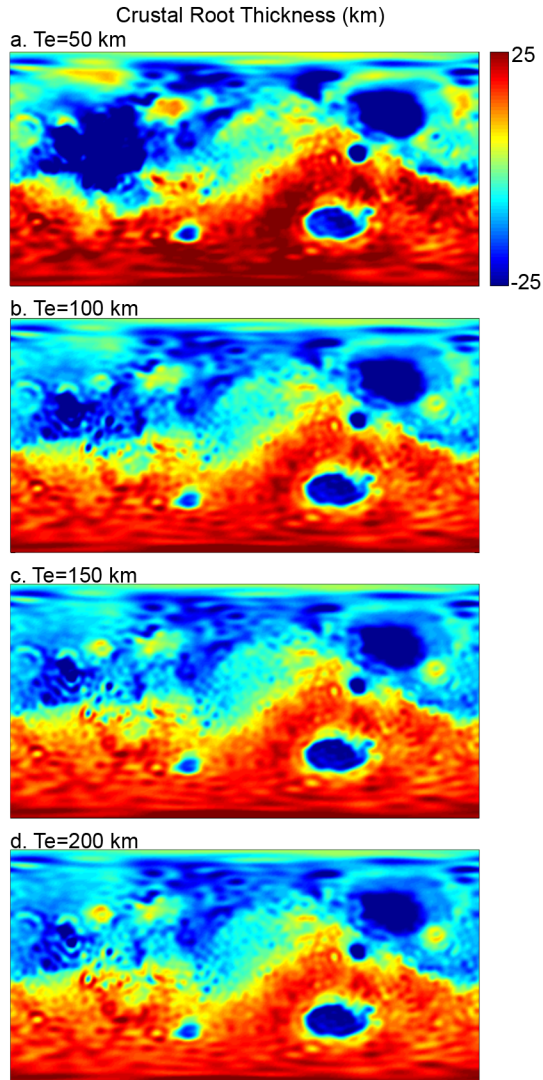 Crustal Root Thickness (km)
a. Te=50 km
25
-25
b. Te=100 km
c. Te=150 km
d. Te=200 km